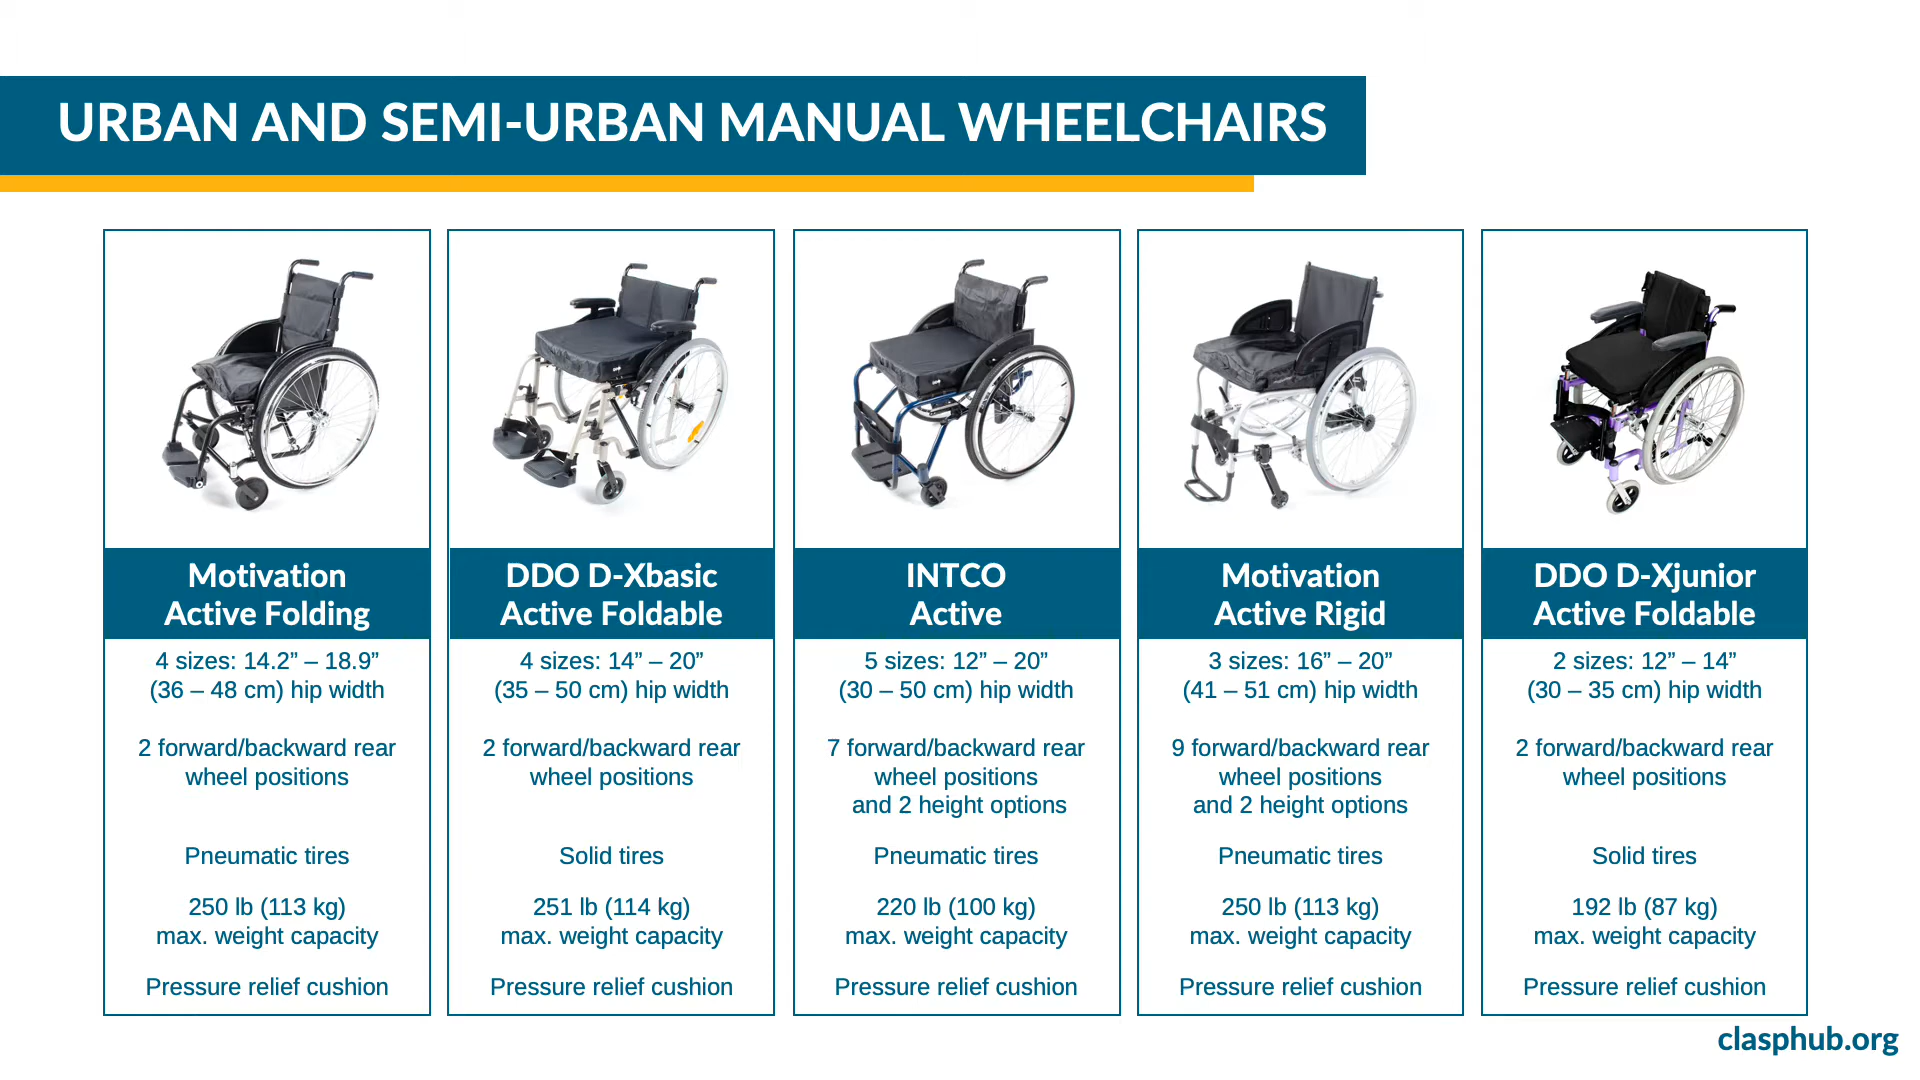 URBAN AND SEMI-URBAN MANUAL WHEELCHAIRS
Motivation
Active Folding
4 sizes: 14.2” – 18.9”
(36 – 48 cm) hip width
2 forward/backward rear
wheel positions
Pneumatic tires
250 lb (113 kg)
max. weight capacity
Pressure relief cushion
DDO D-Xbasic
Active Foldable
4 sizes: 14” – 20”
(35 – 50 cm) hip width
2 forward/backward rear
wheel positions
Solid tires
251 lb (114 kg)
max. weight capacity
Pressure relief cushion
INTCO
Active
5 sizes: 12” – 20”
(30 – 50 cm) hip width
7 forward/backward rear
wheel positions
and 2 height options
Pneumatic tires
220 lb (100 kg)
max. weight capacity
Pressure relief cushion
Motivation
Active Rigid
3 sizes: 16” – 20”
(41 – 51 cm) hip width
9 forward/backward rear
wheel positions
and 2 height options
Pneumatic tires
250 lb (113 kg)
max. weight capacity
Pressure relief cushion
DDO D-Xjunior
Active Foldable
2 sizes: 12” – 14”
(30 – 35 cm) hip width
2 forward/backward rear
wheel positions
Solid tires
192 lb (87 kg)
max. weight capacity
Pressure relief cushion
clasphub.org